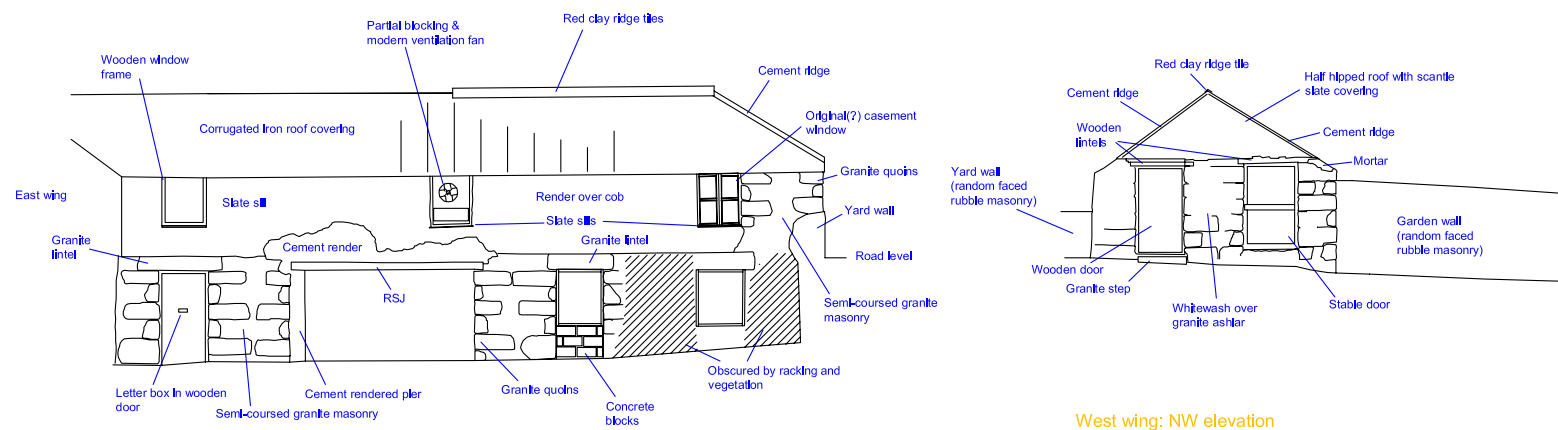 Partial blocking &
modern ventilation fan
Red clay ridge tiles
Wooden window
frame
Cement ridge
Corrugated iron roof covering
Original(?) casement
window
Granite quoins
East wing
Slate sill
Render over cob
Slate sills
Yard wall
Granite
lintel
Cement render
Granite lintel
Road level
RSJ
Semi-coursed granite
masonry
Letter box in wooden
door
Semi-coursed granite masonry
Cement rendered pier
Granite quoins
Concrete
blocks
Obscured by racking and
vegetation
Red clay ridge tile
Cement ridge
Half hipped roof with scantle
slate covering
Wooden
lintels
Cement ridge
Mortar
Yard wall
(random faced
rubble masonry)
Garden wall
(random faced
rubble masonry)
Wooden door
Granite step
Whitewash over
granite ashlar
Stable door
West wing: NW elevation